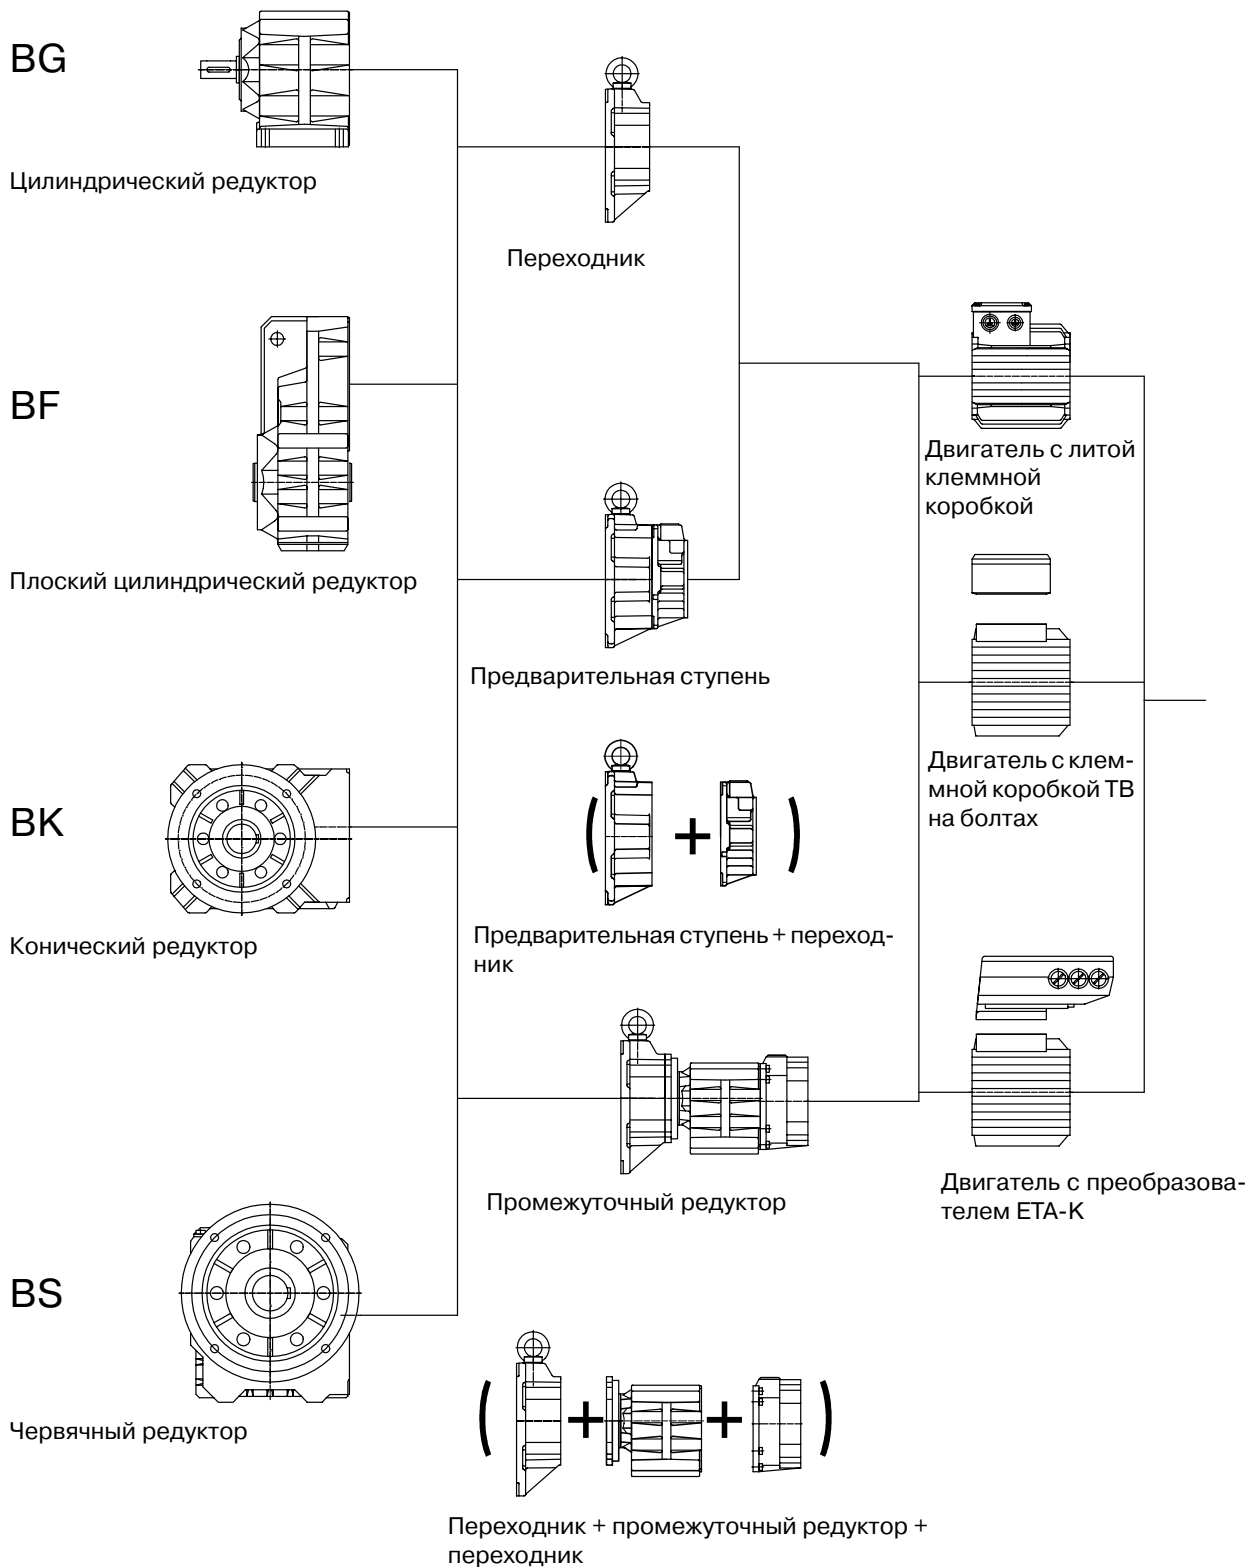 BG
Цилиндрический редуктор
Переходник
BF
Плоский цилиндрический редуктор
Двигатель с литой
клеммной
коробкой
Предварительная ступень
Двигатель с клем-
мной коробкой ТВ
на болтах
BK
Конический редуктор
+
Предварительная ступень + переход-
ник
Промежуточный редуктор
Двигатель с преобразова-
телем ETA-K
BS
Червячный редуктор
+ +
Переходник + промежуточный редуктор +
переходник